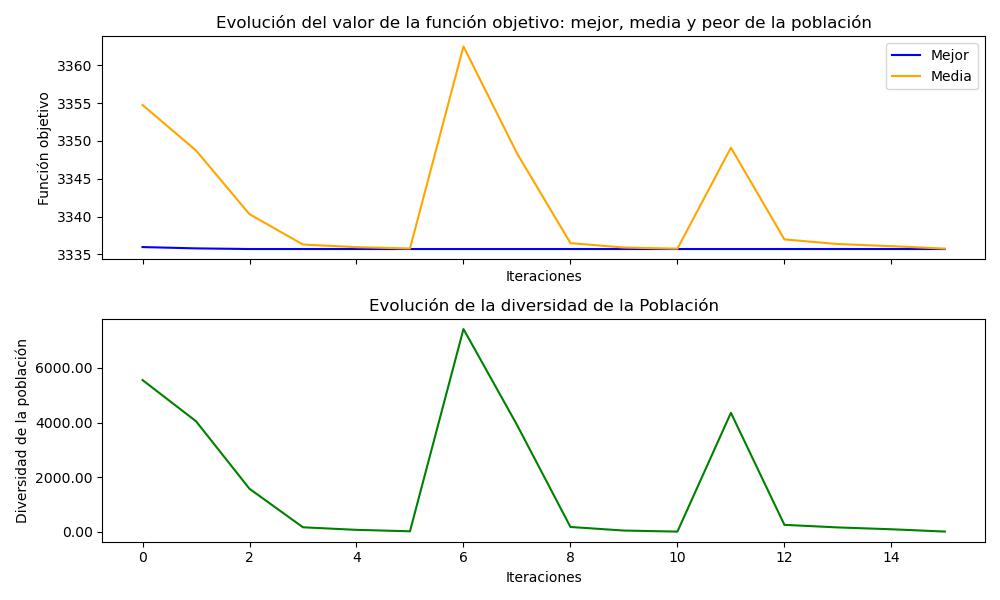 Evolución del valor de la función objetivo: mejor, media y peor de la población
Función objetivo
3360
3355
3350
3345
3340
3335
Mejor
Media
Iteraciones
Evolución de la diversidad de la Población
Diversidad de la población
6000.00
4000.00
2000.00
0.00
0 2 4 6 8 10 12 14
Iteraciones